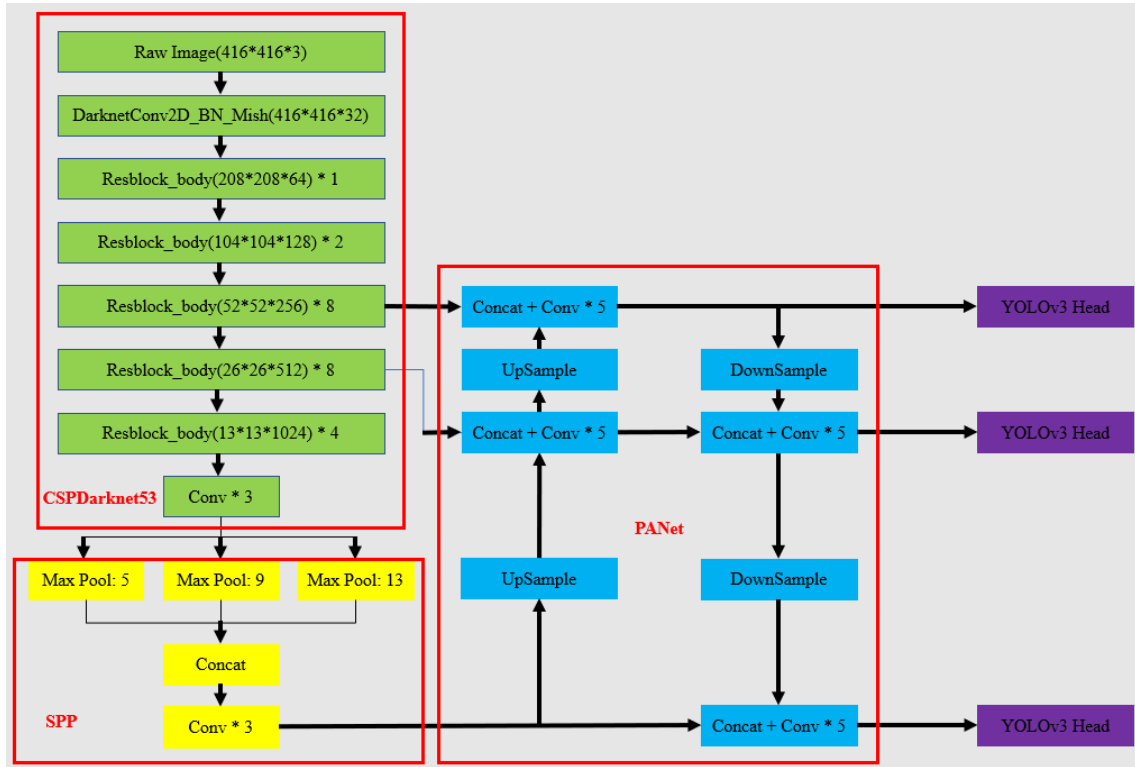 Raw Image(416*416*3)
DarknetConv2D_BN_Mish(416*416*32)
Resblock_body(208*208*64) * 1
Resblock_body(104*104*128) * 2
Resblock_body(52*52*256) * 8
Resblock_body(26*26*512) * 8
Resblock_body(13*13*1024) * 4
Conv * 3
CSPDarknet53
Max Pool: 5
Max Pool: 9
Max Pool: 13
Concat
Conv * 3
SPP
Concat + Conv * 5
UpSample
Concat + Conv * 5
UpSample
DownSample
Concat + Conv * 5
DownSample
Concat + Conv * 5
PANet
YOLOv3 Head
YOLOv3 Head
YOLOv3 Head